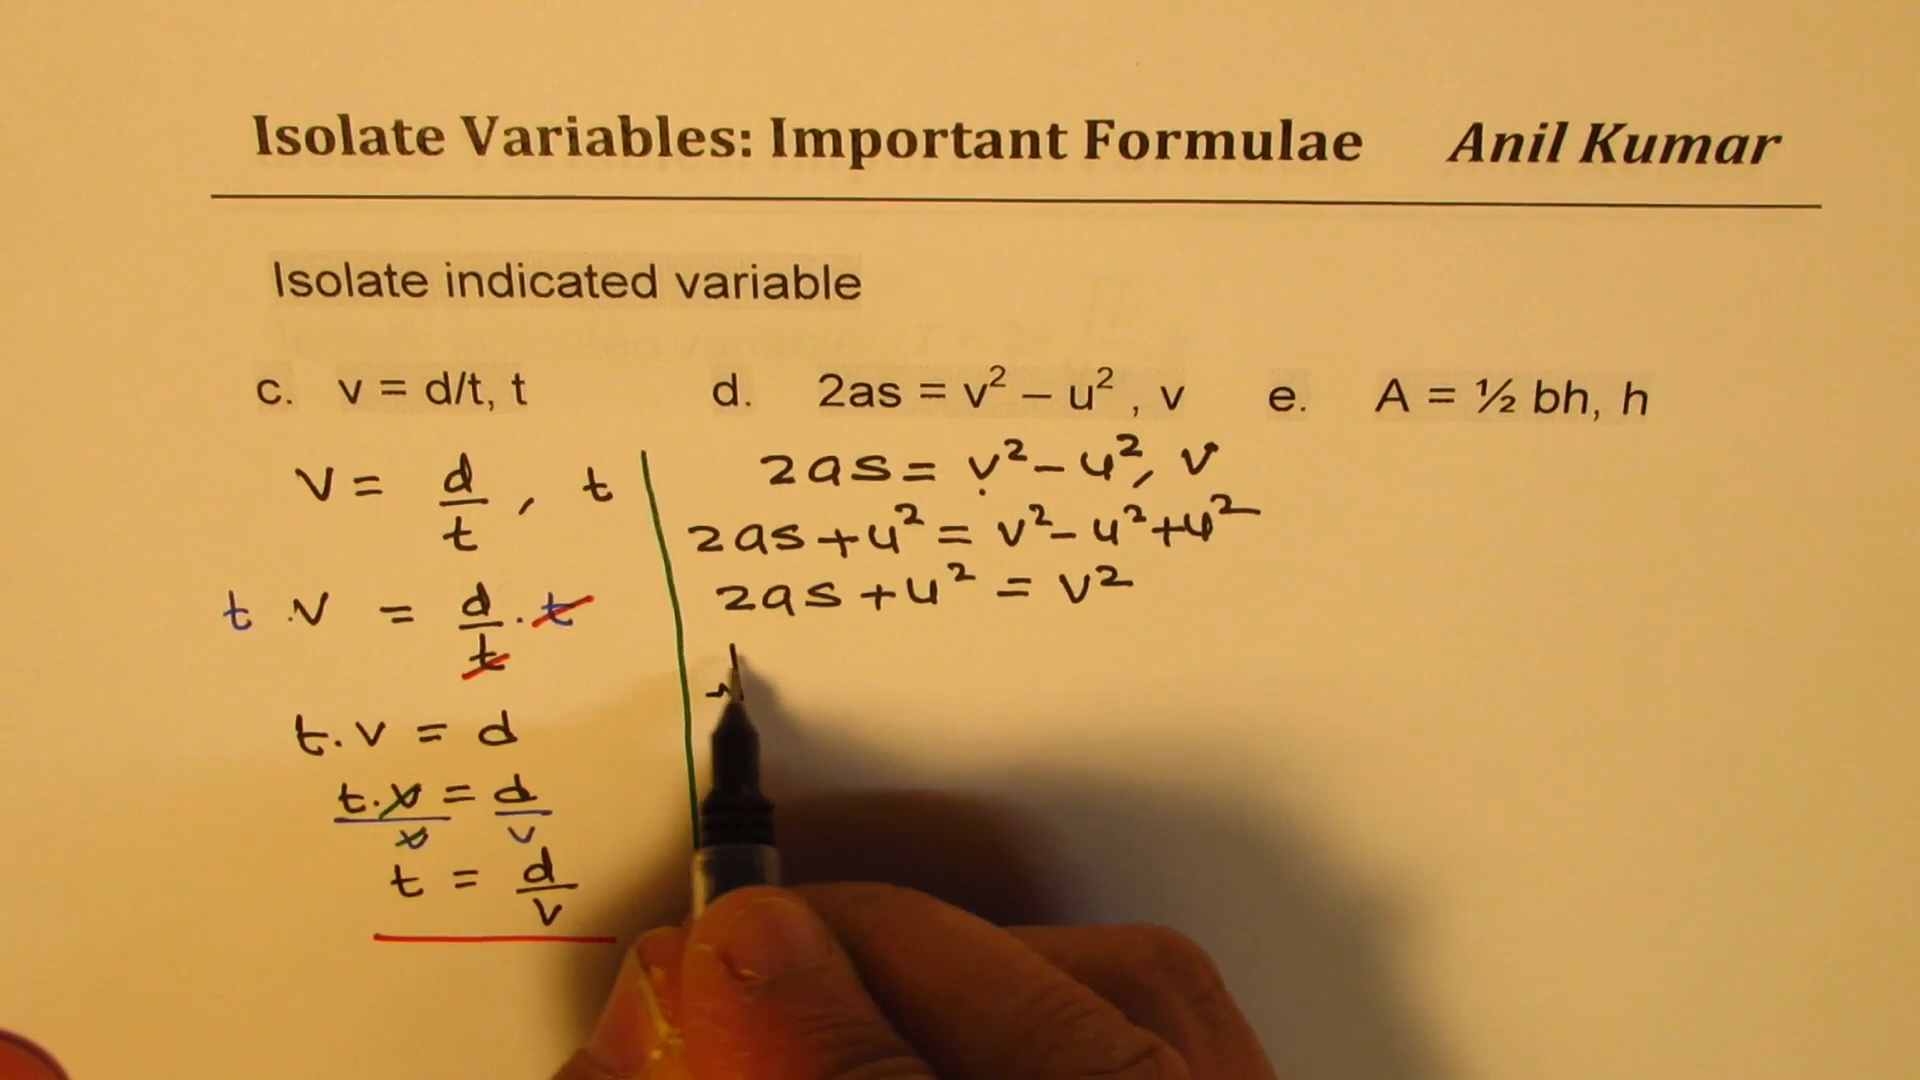 Isolate Variables: Important Formulae Anil Kumar
Isolate indicated variable
c. v = d/t, t
d. 2as = v² – u² , v
e. A = ½ bh, h
v = d/t , t
t . v = d/t . t
t . v = d
t . v / v = d/v
t = d/v
2as = v² - u², v
2as + u² = v² - u² + u²
2as + u² = v²